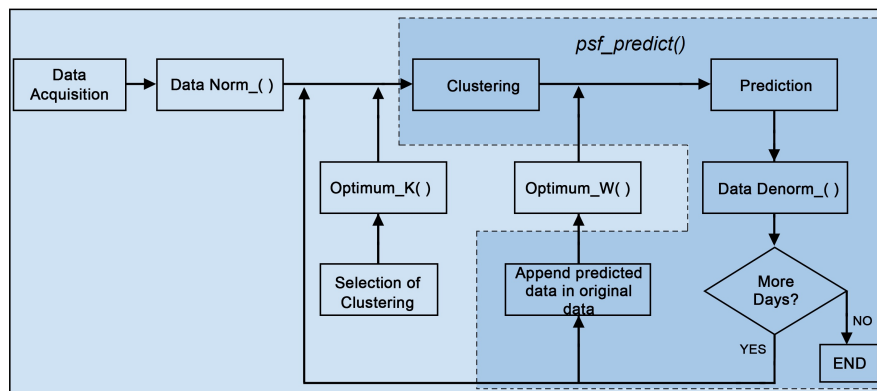 psf_predict()
Data
Acquisition
Data Norm_( )
Clustering
Prediction
Optimum_K( )
Optimum_W( )
Data Denorm_( )
Selection of
Clustering
Append predicted
data in original
data
More
Days?
NO
YES
END